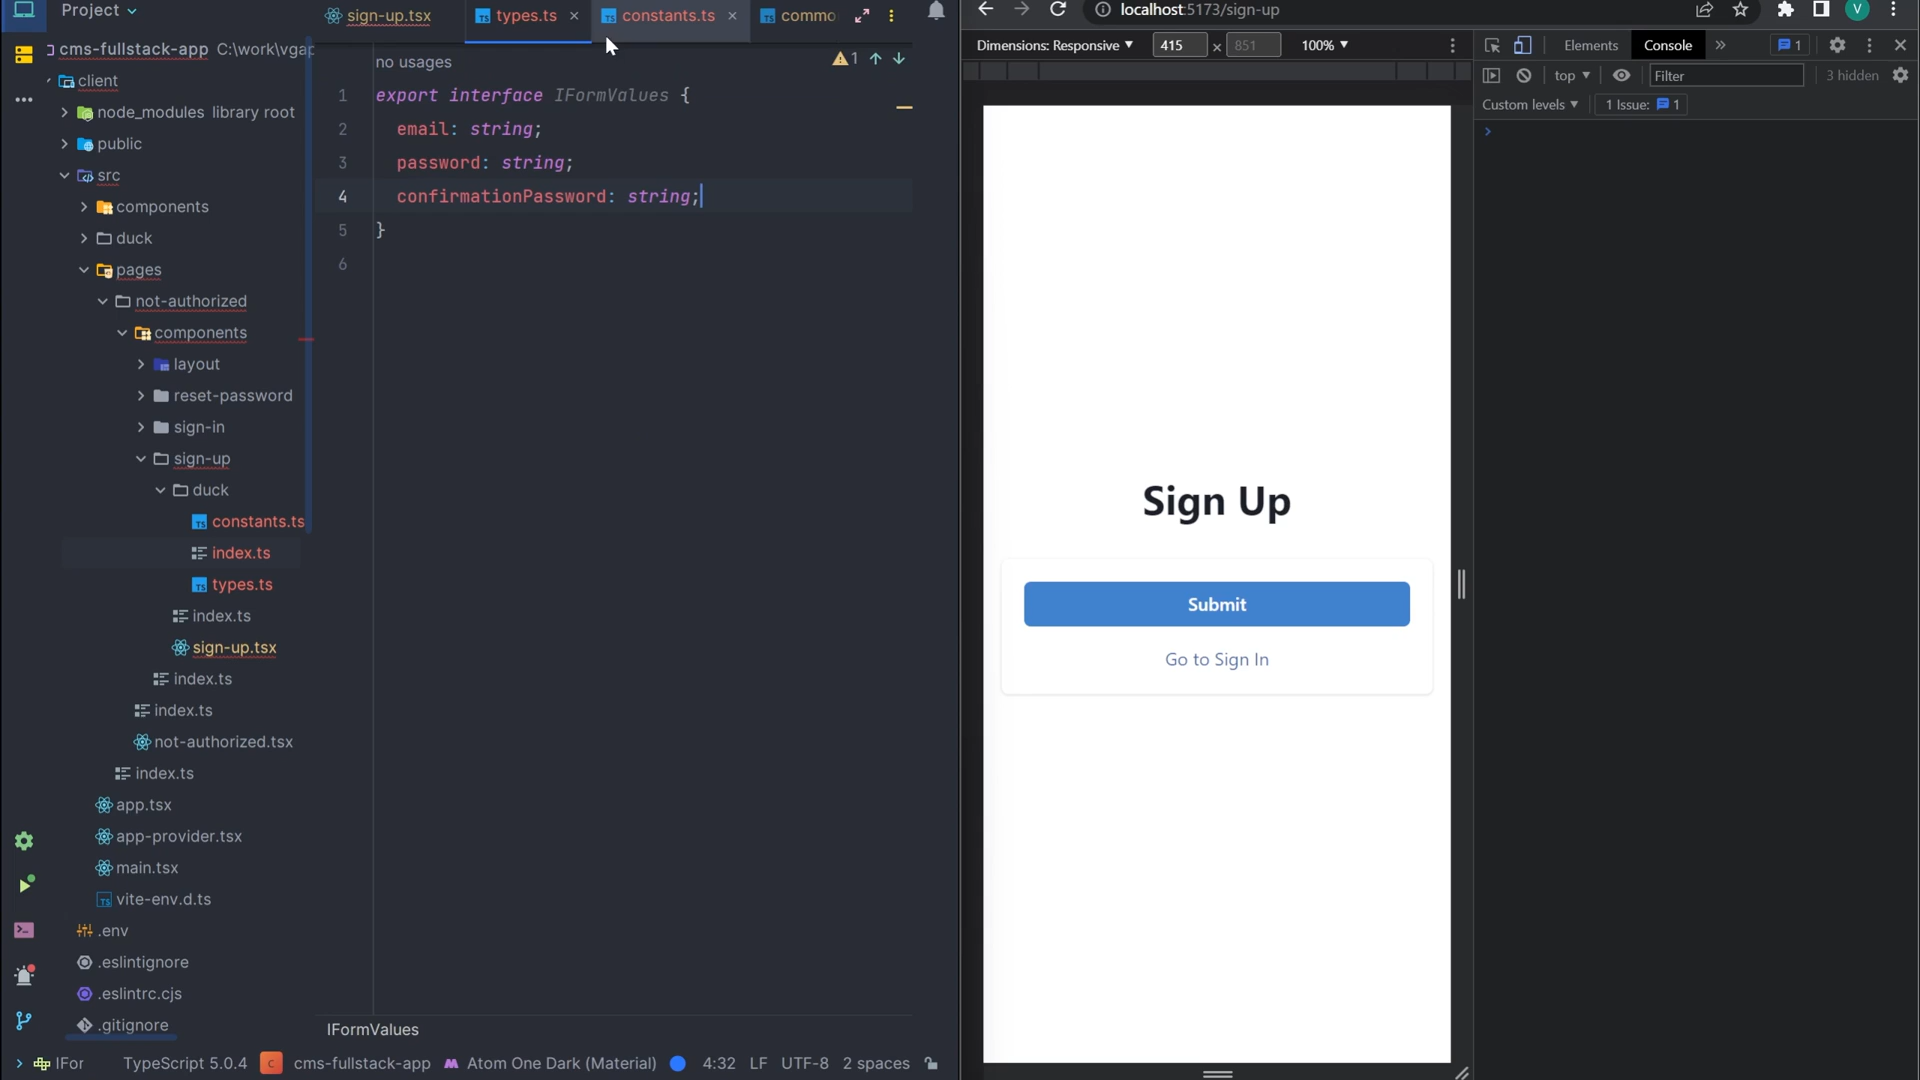 Project
sign-up.tsx
types.ts
constants.ts
commo
cms-fullstack-app C:\work\vgap
client
node_modules library root
public
src
components
duck
pages
not-authorized
components
layout
reset-password
sign-in
sign-up
duck
constants.ts
index.ts
types.ts
index.ts
sign-up.tsx
index.ts
index.ts
not-authorized.tsx
index.ts
app.tsx
app-provider.tsx
main.tsx
vite-env.d.ts
.env
.eslintignore
.eslintrc.cjs
.gitignore
no usages
1
1 export interface IFormValues {
2 email: string;
3 password: string;
4 confirmationPassword: string;
5 }
6
IFormValues
IFor
TypeScript 5.0.4
C
cms-fullstack-app
Atom One Dark (Material)
4:32
LF
UTF-8
2 spaces
localhost:5173/sign-up
V
Dimensions: Responsive
415 × 851
100%
Elements
Console
»
1
top
Filter
3 hidden
Custom levels
1 Issue: 1
Sign Up
Submit
Go to Sign In